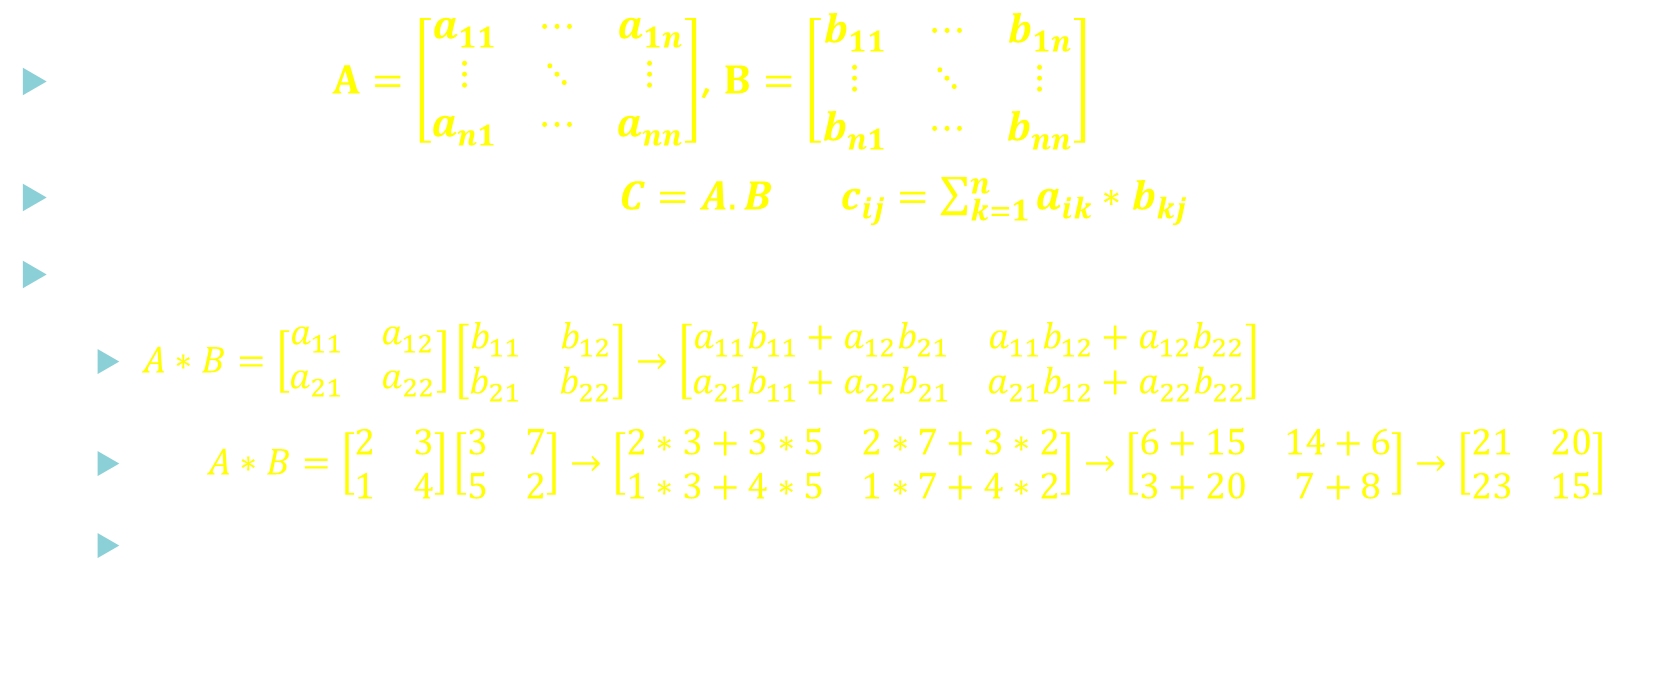 A = [a₁₁ ⋯ a₁ₙ ⋮ ⋱ ⋮ aₙ₁ ⋯ aₙₙ], B = [b₁₁ ⋯ b₁ₙ ⋮ ⋱ ⋮ bₙ₁ ⋯ bₙₙ]
C = A.B cᵢⱼ = ∑ⁿₖ₌₁ aᵢₖ * bₖⱼ
A * B = [a₁₁ a₁₂ a₂₁ a₂₂] [b₁₁ b₁₂ b₂₁ b₂₂] → [a₁₁b₁₁ + a₁₂b₂₁ a₁₁b₁₂ + a₁₂b₂₂ a₂₁b₁₁ + a₂₂b₂₁ a₂₁b₁₂ + a₂₂b₂₂]
A * B = [2 3 1 4] [3 7 5 2] → [2 * 3 + 3 * 5 2 * 7 + 3 * 2 1 * 3 + 4 * 5 1 * 7 + 4 * 2] → [6 + 15 14 + 6 3 + 20 7 + 8] → [21 20 23 15]